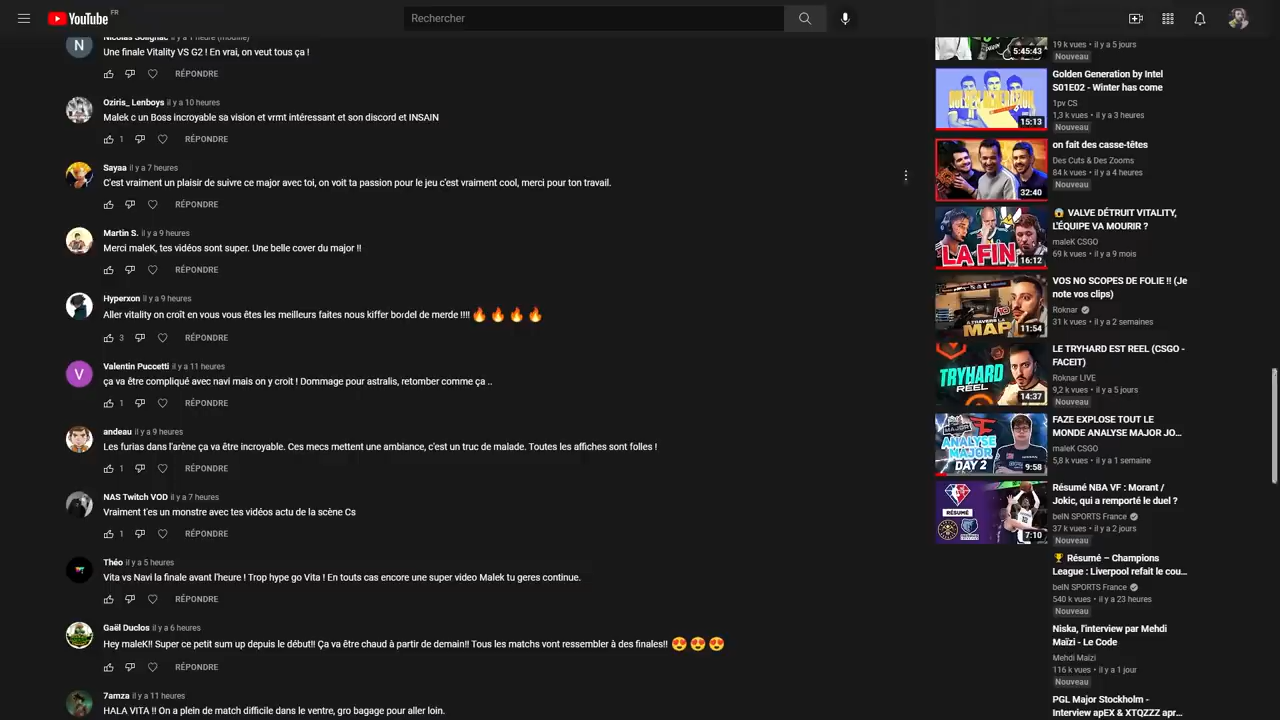 YouTube FR
Rechercher
Nicolas Solignac il y a 1 heure (modifié)
Une finale Vitality VS G2 ! En vrai, on veut tous ça !
RÉPONDRE
Oziris_ Lenboys il y a 10 heures
Malek c un Boss incroyable sa vision et vrmt intéressant et son discord et INSAIN
1 RÉPONDRE
Sayaa il y a 7 heures
C'est vraiment un plaisir de suivre ce major avec toi, on voit ta passion pour le jeu c'est vraiment cool, merci pour ton travail.
RÉPONDRE
Martin S. il y a 9 heures
Merci maleK, tes vidéos sont super. Une belle cover du major !!
RÉPONDRE
Hyperxon il y a 9 heures
Aller vitality on croît en vous vous êtes les meilleurs faites nous kiffer bordel de merde !!!! 🔥 🔥 🔥 🔥
3 RÉPONDRE
V
Valentin Puccetti il y a 11 heures
ça va être compliqué avec navi mais on y croit ! Dommage pour astralis, retomber comme ça ..
1 RÉPONDRE
andeau il y a 9 heures
Les furias dans l'arène ça va être incroyable. Ces mecs mettent une ambiance, c'est un truc de malade. Toutes les affiches sont folles !
1 RÉPONDRE
NAS Twitch VOD il y a 7 heures
Vraiment t'es un monstre avec tes vidéos actu de la scène Cs
1 RÉPONDRE
Théo il y a 5 heures
Vita vs Navi la finale avant l'heure ! Trop hype go Vita ! En touts cas encore une super video Malek tu geres continue.
RÉPONDRE
Gaël Duclos il y a 6 heures
Hey maleK!! Super ce petit sum up depuis le début!! Ça va être chaud à partir de demain!! Tous les matchs vont ressembler à des finales!! 😍 😍 😍
RÉPONDRE
7amza il y a 11 heures
HALA VITA !! On a plein de match difficile dans le ventre, gro bagage pour aller loin.
5:45:43
19 k vues • il y a 5 jours
Nouveau
GOLDEN GENERATION
15:13
Golden Generation by Intel
S01E02 - Winter has come
1pv CS
1,3 k vues • il y a 3 heures
Nouveau
32:40
on fait des casse-têtes
Des Cuts & Des Zooms
84 k vues • il y a 4 heures
Nouveau
LA FIN
16:12
😱 VALVE DÉTRUIT VITALITY,
L'ÉQUIPE VA MOURIR ?
maleK CSGO
69 k vues • il y a 9 mois
À TRAVERS LA
MAP
11:54
VOS NO SCOPES DE FOLIE !! (Je
note vos clips)
Roknar
31 k vues • il y a 2 semaines
TRYHARD
RÉEL
14:37
LE TRYHARD EST REEL (CSGO -
FACEIT)
Roknar LIVE
9,2 k vues • il y a 5 jours
Nouveau
ANALYSE
MAJOR
DAY 2
9:58
FAZE EXPLOSE TOUT LE
MONDE ANALYSE MAJOR JO...
maleK CSGO
5,8 k vues • il y a 1 semaine
RÉSUMÉ
7:10
Résumé NBA VF : Morant /
Jokic, qui a remporté le duel ?
beIN SPORTS France
37 k vues • il y a 2 jours
Nouveau
🏆 Résumé – Champions
League : Liverpool refait le cou...
beIN SPORTS France
540 k vues • il y a 23 heures
Nouveau
Niska, l'interview par Mehdi
Maïzi - Le Code
Mehdi Maïzi
116 k vues • il y a 1 jour
Nouveau
PGL Major Stockholm -
Interview apEX & XTQZZZ apr...